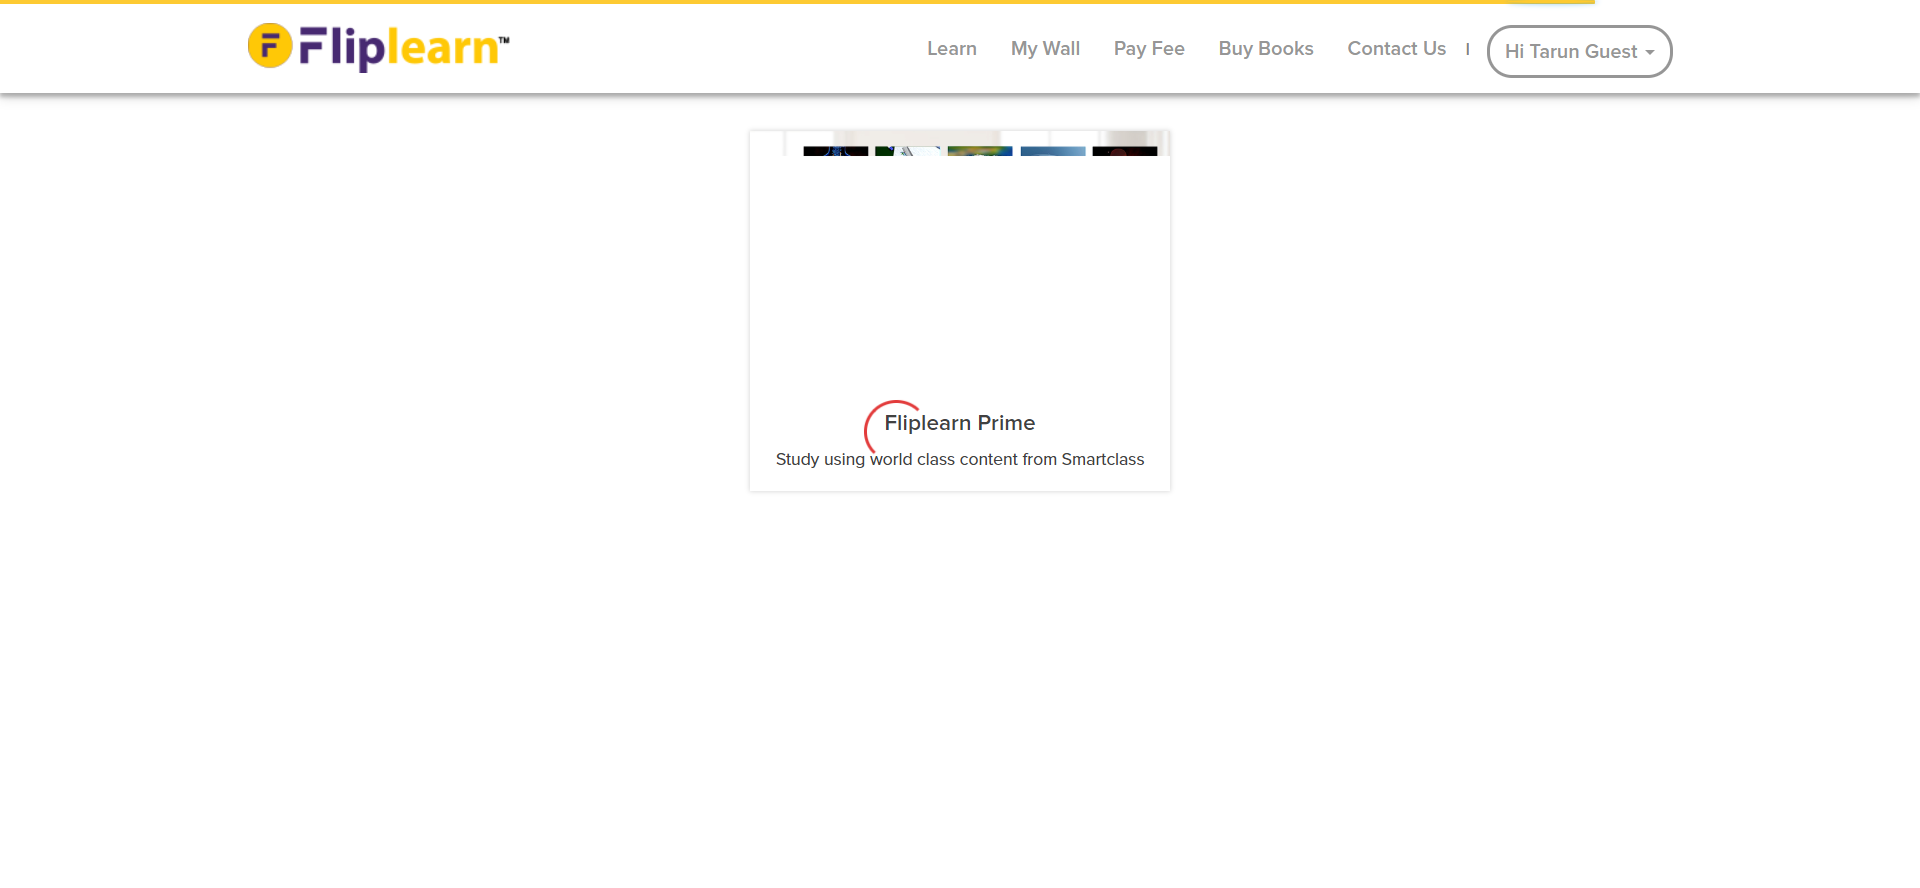 Fliplearn™
Learn My Wall Pay Fee Buy Books Contact Us | Hi Tarun Guest
Fliplearn Prime
Study using world class content from Smartclass